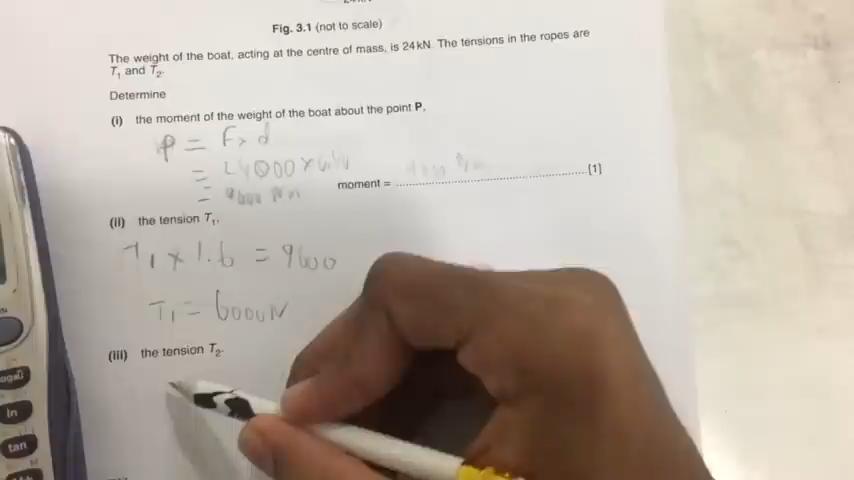 Fig. 3.1 (not to scale)
The weight of the boat, acting at the centre of mass, is 24 kN. The tensions in the ropes are
T₁ and T₂.
Determine
(i) the moment of the weight of the boat about the point P,
P = F × d
= 24000 ×
= 9600 Nm
moment = [1]
(ii) the tension T₁,
T₁ × 1.6 = 9600
T₁ = 6000N
(iii) the tension T₂.
ln
tan